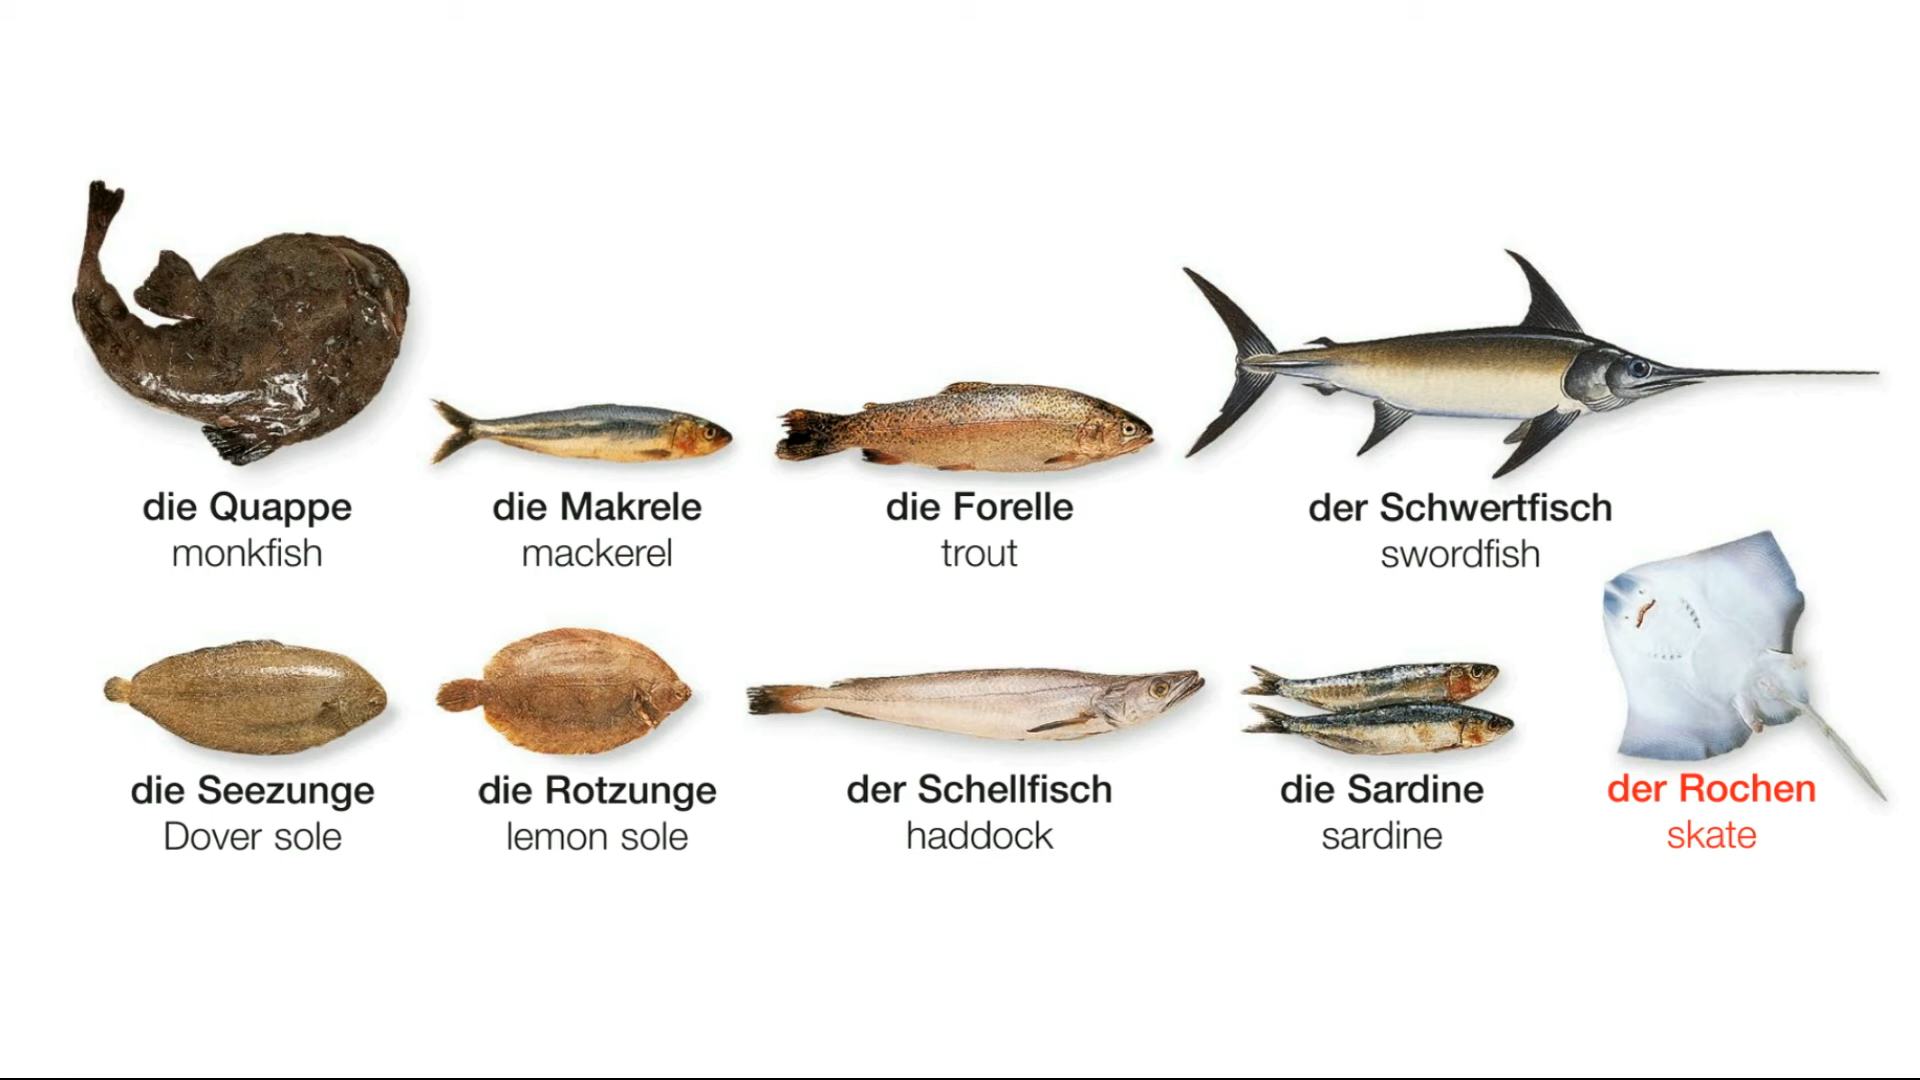 die Quappe
monkfish
die Makrele
mackerel
die Forelle
trout
der Schwertfisch
swordfish
die Seezunge
Dover sole
die Rotzunge
lemon sole
der Schellfisch
haddock
die Sardine
sardine
der Rochen
skate